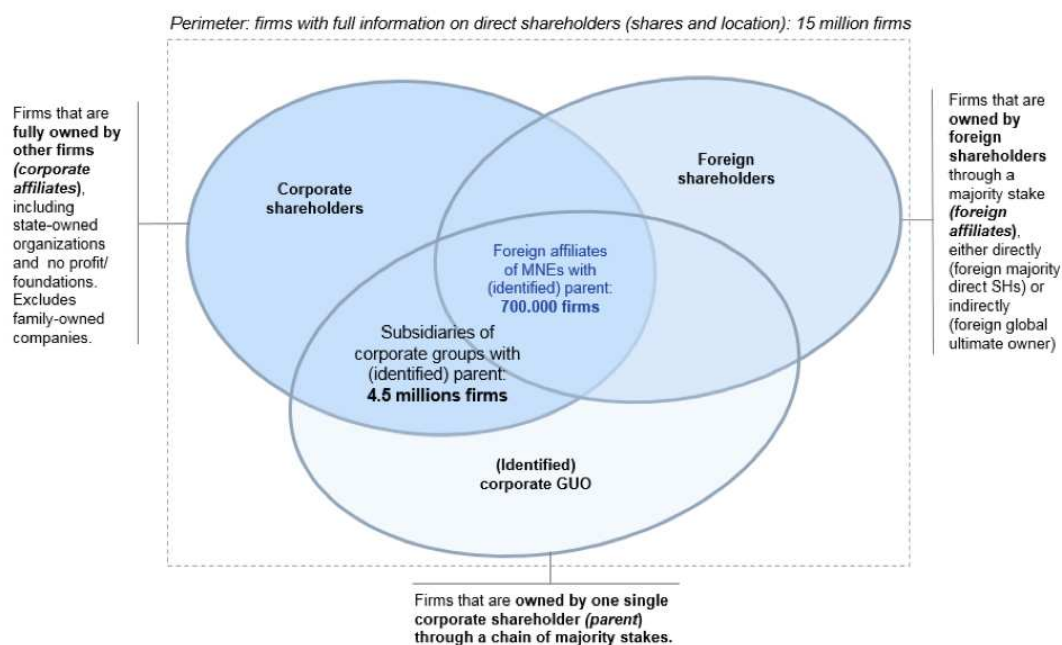 Perimeter: firms with full information on direct shareholders (shares and location): 15 million firms
Firms that are
fully owned by
other firms
(corporate
affiliates),
including
state-owned
organizations
and no profit/
foundations.
Excludes
family-owned
companies.
Corporate
shareholders
Foreign
shareholders
Firms that are
owned by
foreign
shareholders
through a
majority stake
(foreign
affiliates),
either directly
(foreign majority
direct SHs) or
indirectly
(foreign global
ultimate owner)
Foreign affiliates
of MNEs with
(identified) parent:
700.000 firms
Subsidiaries of
corporate groups with
(identified) parent:
4.5 millions firms
(Identified)
corporate GUO
Firms that are owned by one single
corporate shareholder (parent)
through a chain of majority stakes.